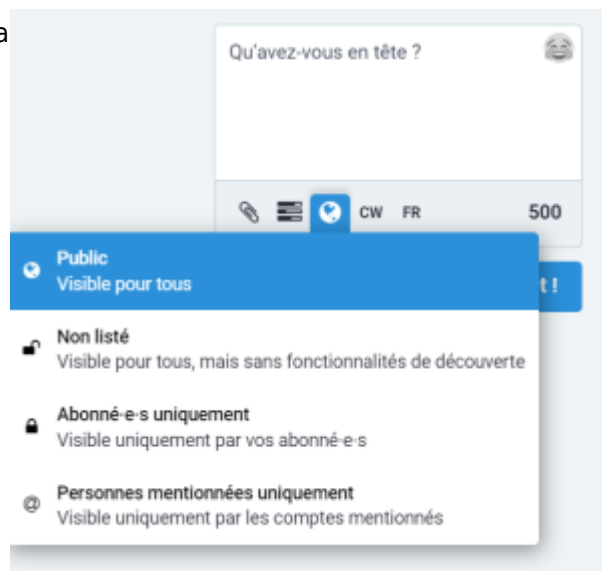 a
Qu'avez-vous en tête ?
CW FR 500
Public
Visible pour tous
t !
Non listé
Visible pour tous, mais sans fonctionnalités de découverte
Abonné·e·s uniquement
Visible uniquement par vos abonné·e·s
@ Personnes mentionnées uniquement
Visible uniquement par les comptes mentionnés